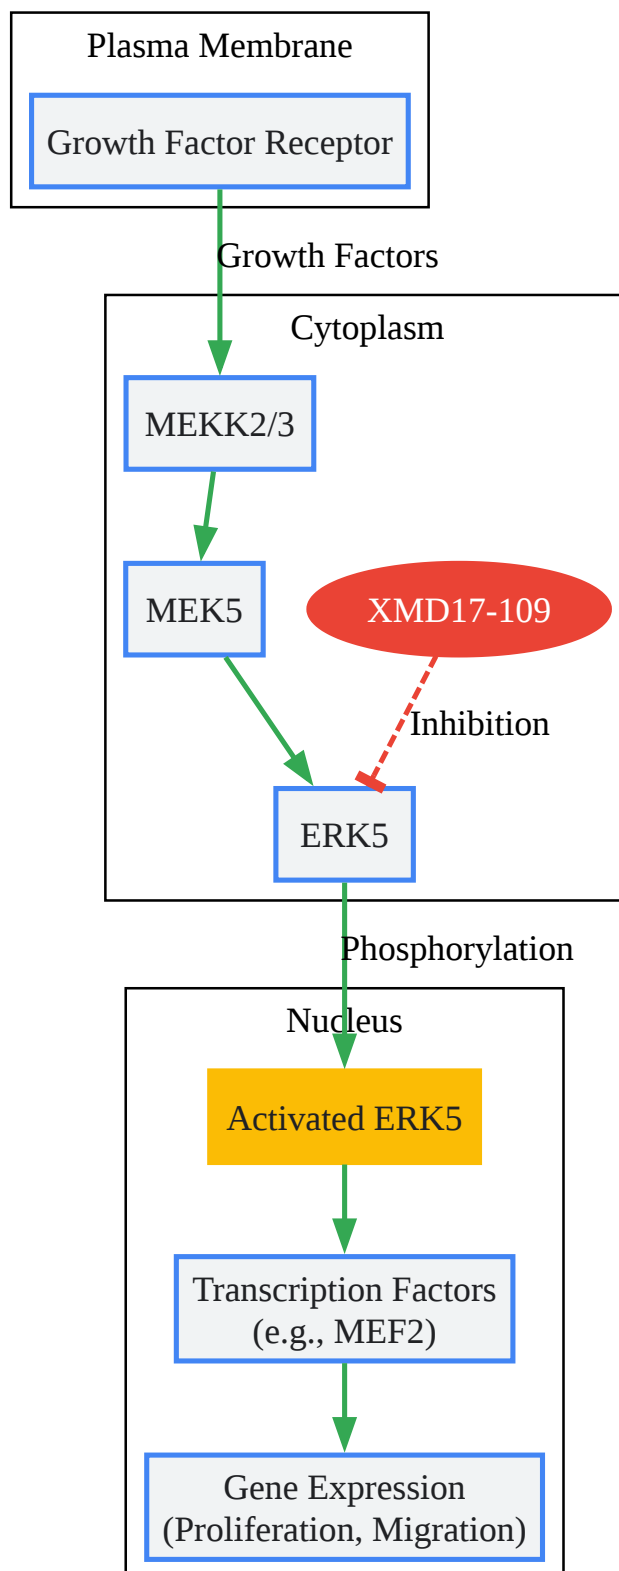 Plasma Membrane
Growth Factor Receptor
Growth Factors
Cytoplasm
MEKK2/3
MEK5
XMD17-109
Inhibition
ERK5
Phosphorylation
Nucleus
Activated ERK5
Transcription Factors
(e.g., MEF2)
Gene Expression
(Proliferation, Migration)